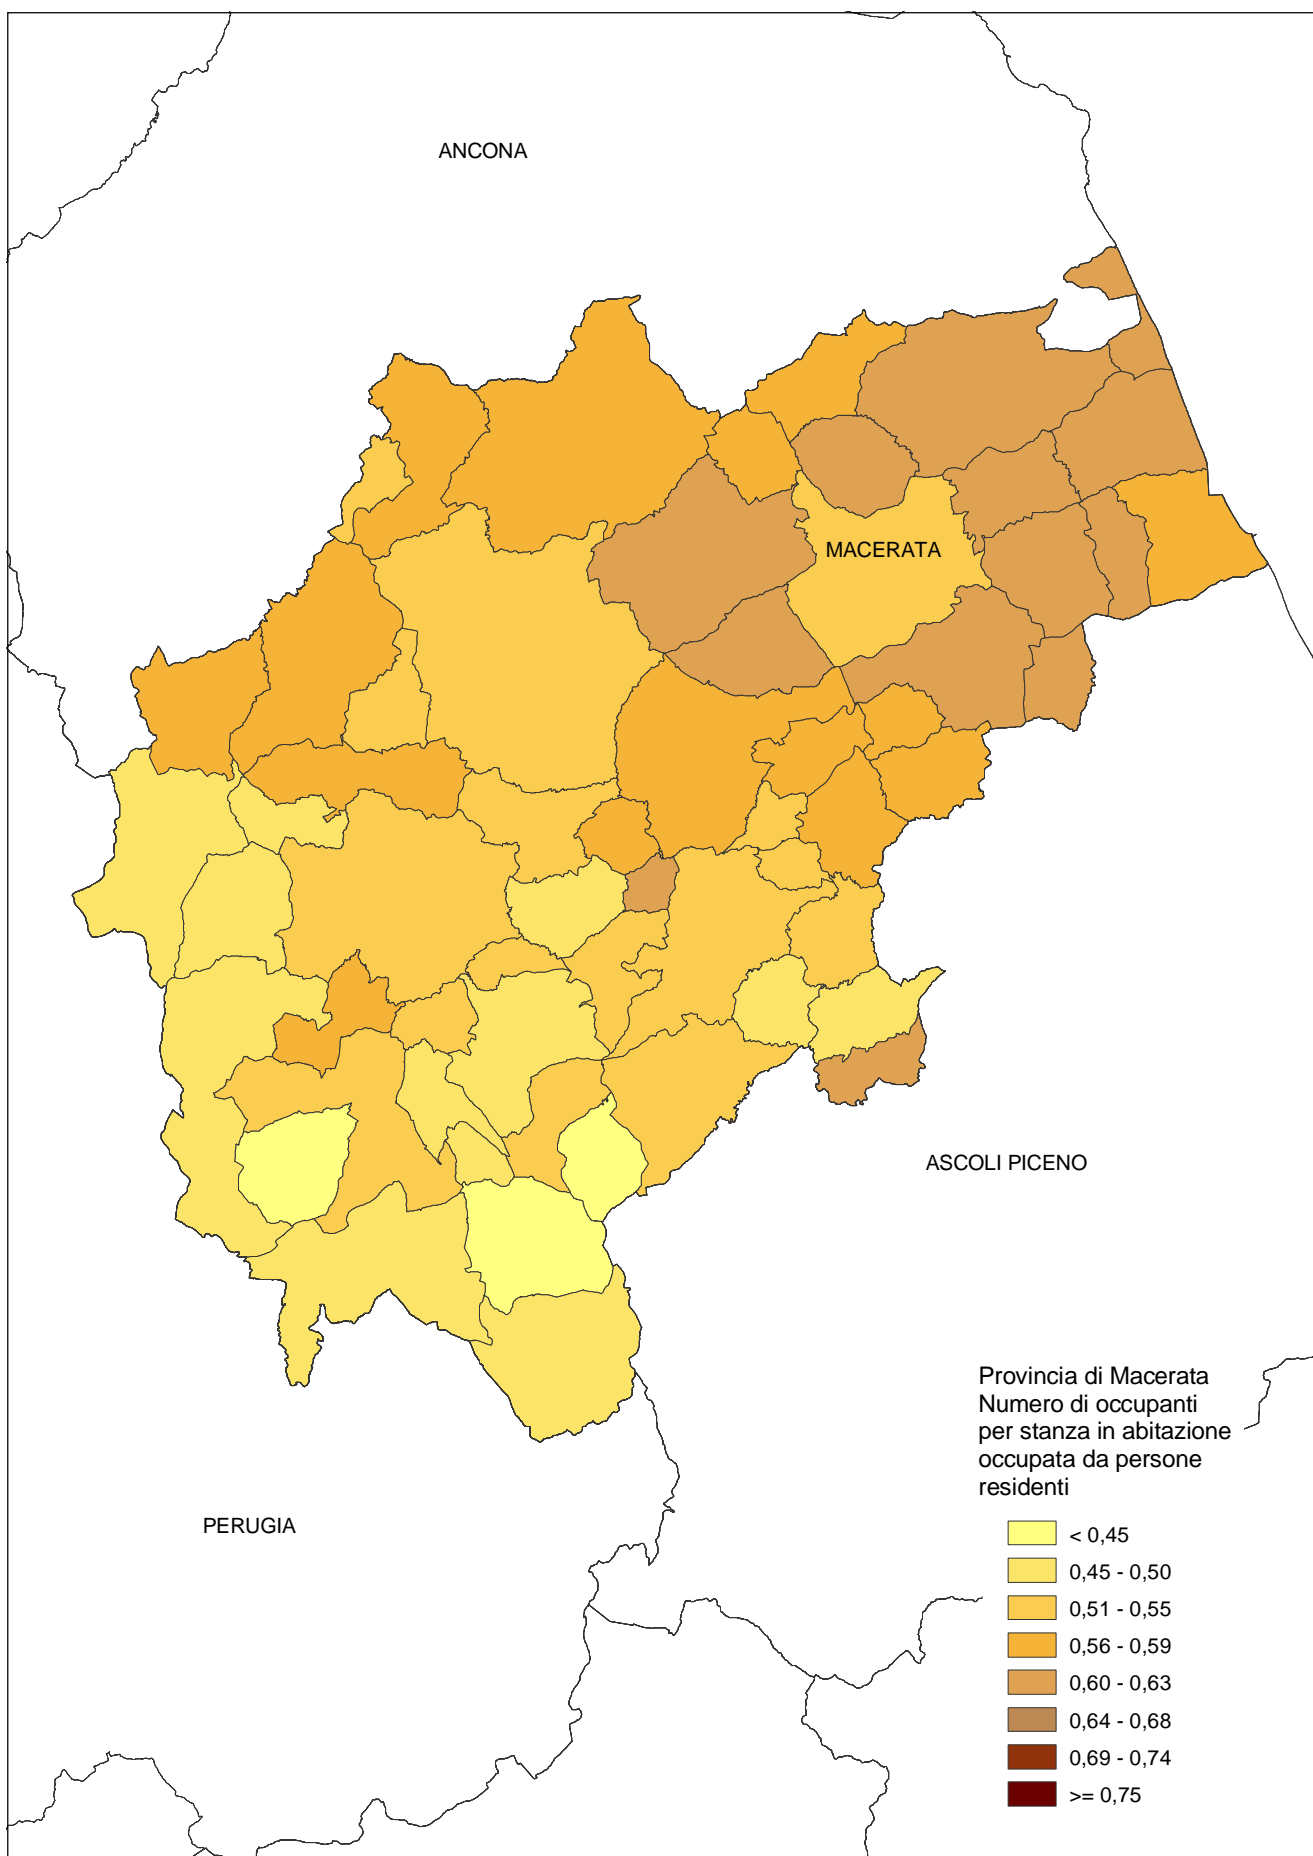 ANCONA
MACERATA
ASCOLI PICENO
PERUGIA
Provincia di Macerata
Numero di occupanti
per stanza in abitazione
occupata da persone
residenti
< 0,45
0,45 - 0,50
0,51 - 0,55
0,56 - 0,59
0,60 - 0,63
0,64 - 0,68
0,69 - 0,74
>= 0,75